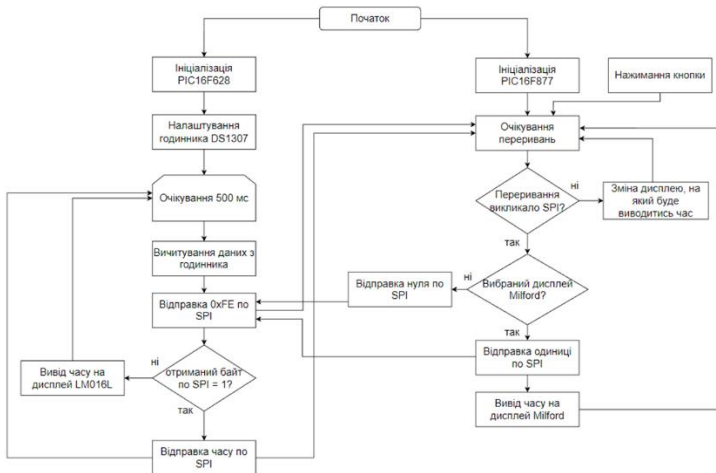 Початок
Ініціалізація
PIC16F628
Ініціалізація
PIC16F877
Нажимання кнопки
Налаштування
годинника DS1307
Очікування
переривань
Очікування 500 мс
Переривання
викликало SPI?
ні
Зміна дисплею, на
який буде
виводитись час
так
Вичитування даних з
годинника
Відправка нуля по
SPI
ні
Вибраний дисплей
Milford?
Відправка 0xFE по
SPI
так
Вивід часу на
дисплей LM016L
ні
отриманий байт
по SPI = 1?
Відправка одиниці
по SPI
так
Вивід часу на
дисплей Milford
Відправка часу по
SPI